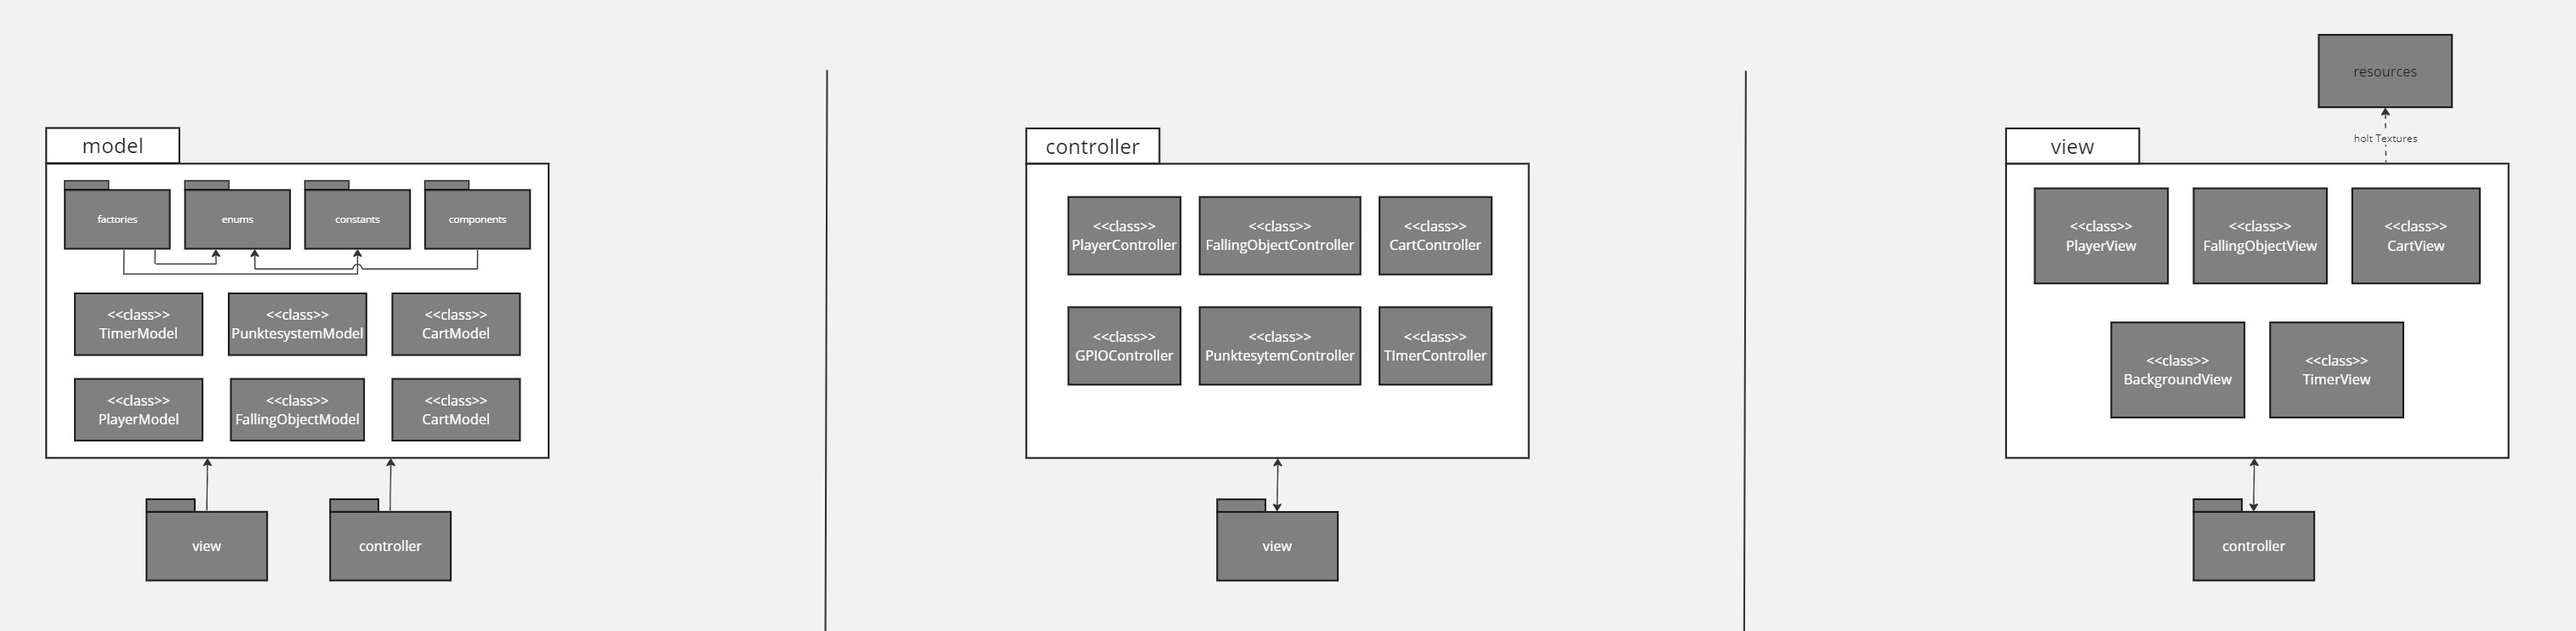 model
factories
enums
constants
components
<<class>>
TimerModel
<<class>>
PunktesystemModel
<<class>>
CartModel
<<class>>
PlayerModel
<<class>>
FallingObjectModel
<<class>>
CartModel
view
controller
controller
<<class>>
PlayerController
<<class>>
FallingObjectController
<<class>>
CartController
<<class>>
GPIOController
<<class>>
PunktesytemController
<<class>>
TImerController
view
resources
holt Textures
view
<<class>>
PlayerView
<<class>>
FallingObjectView
<<class>>
CartView
<<class>>
BackgroundView
<<class>>
TimerView
controller